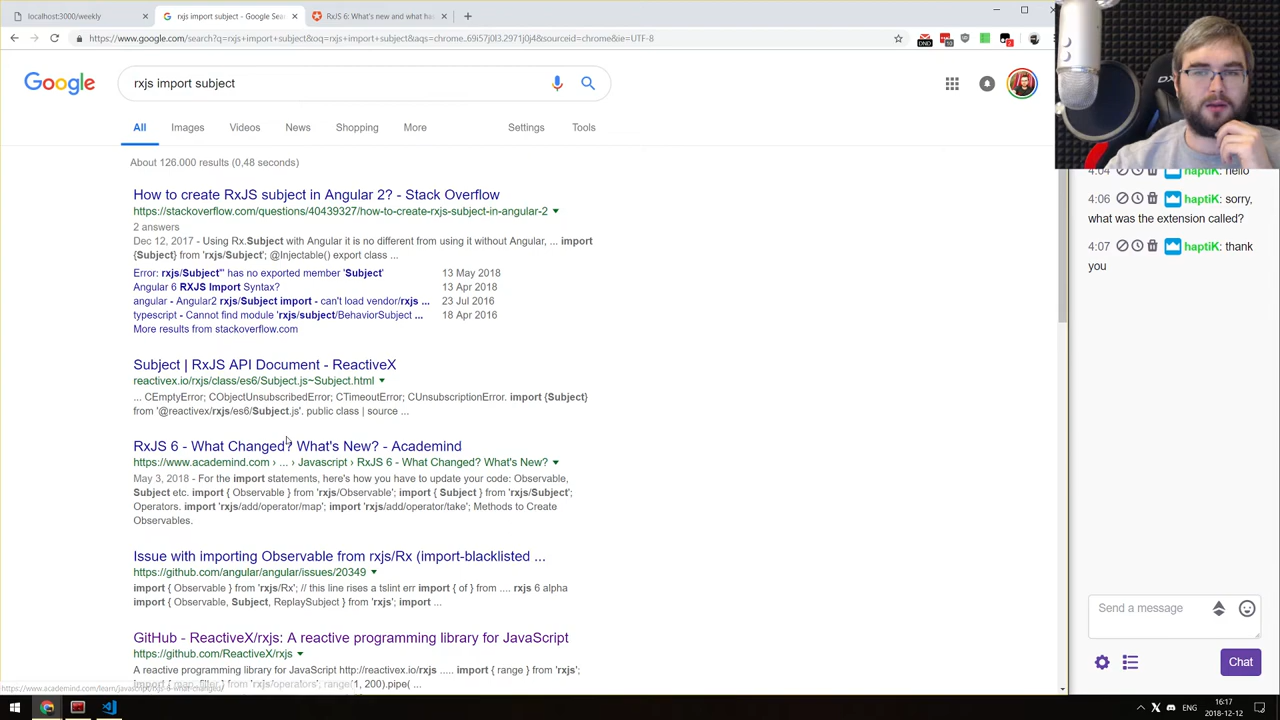 localhost:3000/weekly
rxjs import subject - Google Sear
RxJS 6: What's new and what ha
https://www.google.com/search?q=rxjs+import+subject&oq=rxjs+import+subject&aqs=chrome..69i57j0l3.2971j0j4&sourceid=chrome&ie=UTF-8
Google
rxjs import subject
All
Images
Videos
News
Shopping
More
Settings
Tools
About 126.000 results (0,48 seconds)
How to create RxJS subject in Angular 2? - Stack Overflow
https://stackoverflow.com/questions/40439327/how-to-create-rxjs-subject-in-angular-2
2 answers
Dec 12, 2017 - Using Rx.Subject with Angular it is no different from using it without Angular, ... import
{Subject} from 'rxjs/Subject'; @Injectable() export class ...
Error: rxjs/Subject"' has no exported member 'Subject' 13 May 2018
Angular 6 RXJS Import Syntax? 13 Apr 2018
angular - Angular2 rxjs/Subject import - can't load vendor/rxjs ... 23 Jul 2016
typescript - Cannot find module 'rxjs/subject/BehaviorSubject ... 18 Apr 2016
More results from stackoverflow.com
Subject | RxJS API Document - ReactiveX
reactivex.io/rxjs/class/es6/Subject.js~Subject.html
... CEmptyError; CObjectUnsubscribedError; CTimeoutError; CUnsubscriptionError. import {Subject}
from '@reactivex/rxjs/es6/Subject.js'. public class | source ...
RxJS 6 - What Changed? What's New? - Academind
https://www.academind.com › ... › Javascript › RxJS 6 - What Changed? What's New?
May 3, 2018 - For the import statements, here's how you have to update your code: Observable,
Subject etc. import { Observable } from 'rxjs/Observable'; import { Subject } from 'rxjs/Subject';
Operators. import 'rxjs/add/operator/map'; import 'rxjs/add/operator/take'; Methods to Create
Observables.
Issue with importing Observable from rxjs/Rx (import-blacklisted ...
https://github.com/angular/angular/issues/20349
import { Observable } from 'rxjs/Rx'; // this line rises a tslint err import { of } from .... rxjs 6 alpha
import { Observable, Subject, ReplaySubject } from 'rxjs'; import ...
GitHub - ReactiveX/rxjs: A reactive programming library for JavaScript
https://github.com/ReactiveX/rxjs
A reactive programming library for JavaScript http://reactivex.io/rxjs ..... import { range } from 'rxjs';
import { map, filter } from 'rxjs/operators'; range(1, 200).pipe( ...
4:04 haptiK: hello
4:06 haptiK: sorry,
what was the extension called?
4:07 haptiK: thank
you
Send a message
Chat
ENG
16:17
2018-12-12